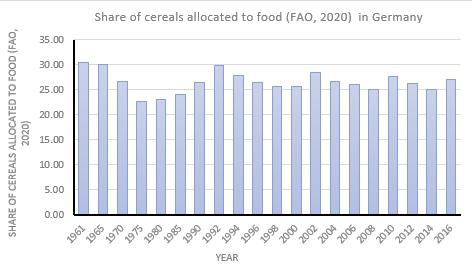 Share of cereals allocated to food (FAO, 2020)  in Germany
SHARE OF CEREALS ALLOCATED TO FOOD (FAO,
2020)
35.00
30.00
25.00
20.00
15.00
10.00
5.00
0.00
1961 1965 1970 1975 1980 1985 1990 1992 1994 1996 1998 2000 2002 2004 2006 2008 2010 2012 2014 2016
YEAR